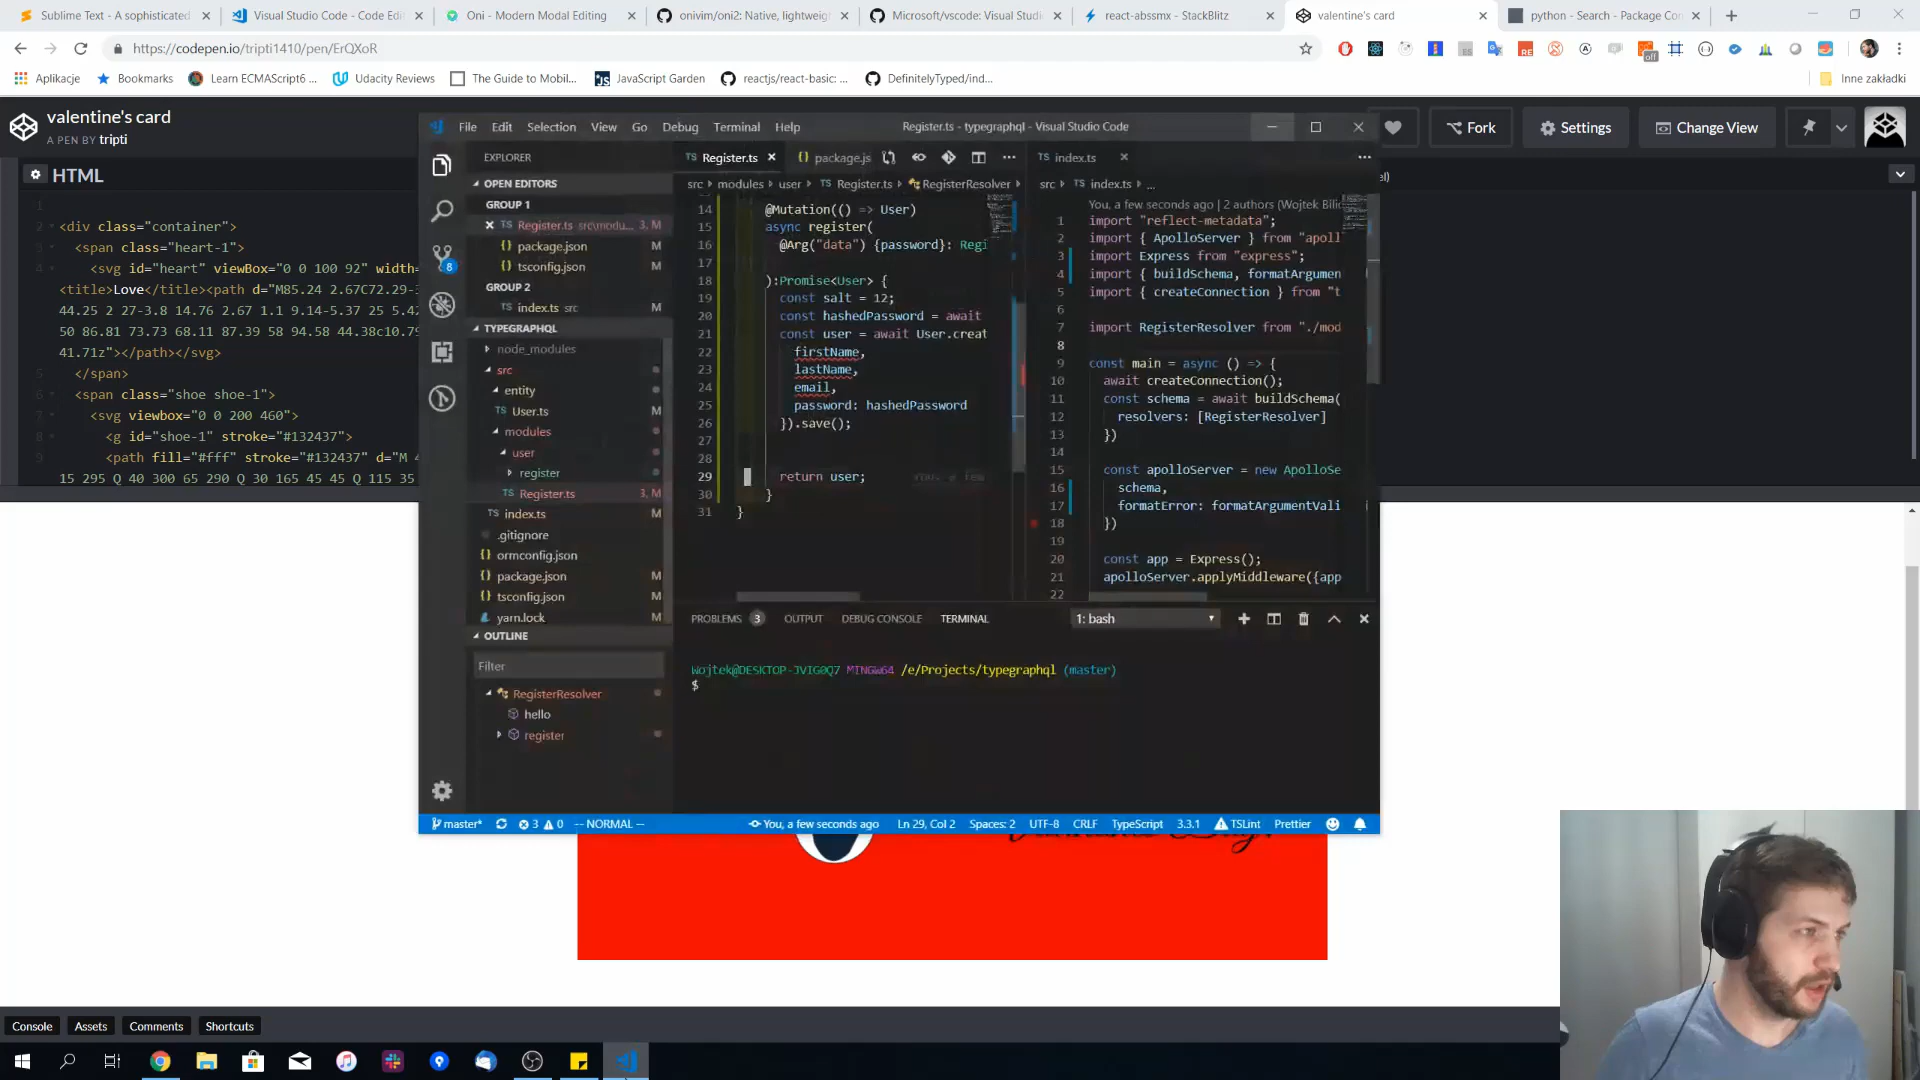 Sublime Text - A sophisticated
Visual Studio Code - Code Edi
Oni - Modern Modal Editing
onivim/oni2: Native, lightweigh
Microsoft/vscode: Visual Studi
react-abssmx - StackBlitz
valentine's card
python - Search - Package Con
https://codepen.io/tripti1410/pen/ErQXoR
Aplikacje
Bookmarks
Learn ECMAScript6 ...
Udacity Reviews
The Guide to Mobil...
JavaScript Garden
reactjs/react-basic: ...
DefinitelyTyped/ind...
Inne zakładki
valentine's card
A PEN BY tripti
Fork
Settings
Change View
HTML
1
<div class="container">
<span class="heart-1">
<svg id="heart" viewBox="0 0 100 92" width=
<title>Love</title><path d="M85.24 2.67C72.29-3
44.25 2 27-3.8 14.76 2.67 1.1 9.14-5.37 25 5.42
50 86.81 73.73 68.11 87.39 58 94.58 44.38c10.79
41.71z"></path></svg>
</span>
<span class="shoe shoe-1">
<svg viewbox="0 0 200 460">
<g id="shoe-1" stroke="#132437">
<path fill="#fff" stroke="#132437" d="M 4
15 295 Q 40 300 65 290 Q 30 165 45 45 Q 115 35
File Edit Selection View Go Debug Terminal Help
Register.ts - typegraphql - Visual Studio Code
EXPLORER
OPEN EDITORS
GROUP 1
Register.ts src\modu... 3, M
package.json M
tsconfig.json M
GROUP 2
index.ts src M
TYPEGRAPHQL
node_modules
src
entity
User.ts M
modules
user
register
Register.ts 3, M
index.ts M
.gitignore
ormconfig.json
package.json M
tsconfig.json M
yarn.lock M
OUTLINE
Filter
RegisterResolver
hello
register
8
Register.ts
package.js
src > modules > user > Register.ts > RegisterResolver >
14 @Mutation(() => User)
15 async register(
16 @Arg("data") {password}: Regi
17
18 ):Promise<User> {
19 const salt = 12;
20 const hashedPassword = await
21 const user = await User.creat
22 firstName,
23 lastName,
24 email,
25 password: hashedPassword
26 }).save();
27
28
29 return user;
30 }
31 }
index.ts
src > index.ts > ...
You, a few seconds ago | 2 authors (Wojtek Bilic
1 import "reflect-metadata";
2 import { ApolloServer } from "apoll
3 import Express from "express";
4 import { buildSchema, formatArgumen
5 import { createConnection } from "t
6
7 import RegisterResolver from "./mod
8
9 const main = async () => {
10 await createConnection();
11 const schema = await buildSchema(
12 resolvers: [RegisterResolver]
13 })
14
15 const apolloServer = new ApolloSe
16 schema,
17 formatError: formatArgumentVali
18 })
19
20 const app = Express();
21 apolloServer.applyMiddleware({app
22
PROBLEMS 3 OUTPUT DEBUG CONSOLE TERMINAL
1: bash
Wojtek@DESKTOP-JVIG0Q7 MINGW64 /e/Projects/typegraphql (master)
$
master* 3 0 -- NORMAL --
You, a few seconds ago Ln 29, Col 2 Spaces: 2 UTF-8 CRLF TypeScript 3.3.1 TSLint Prettier
Console
Assets
Comments
Shortcuts